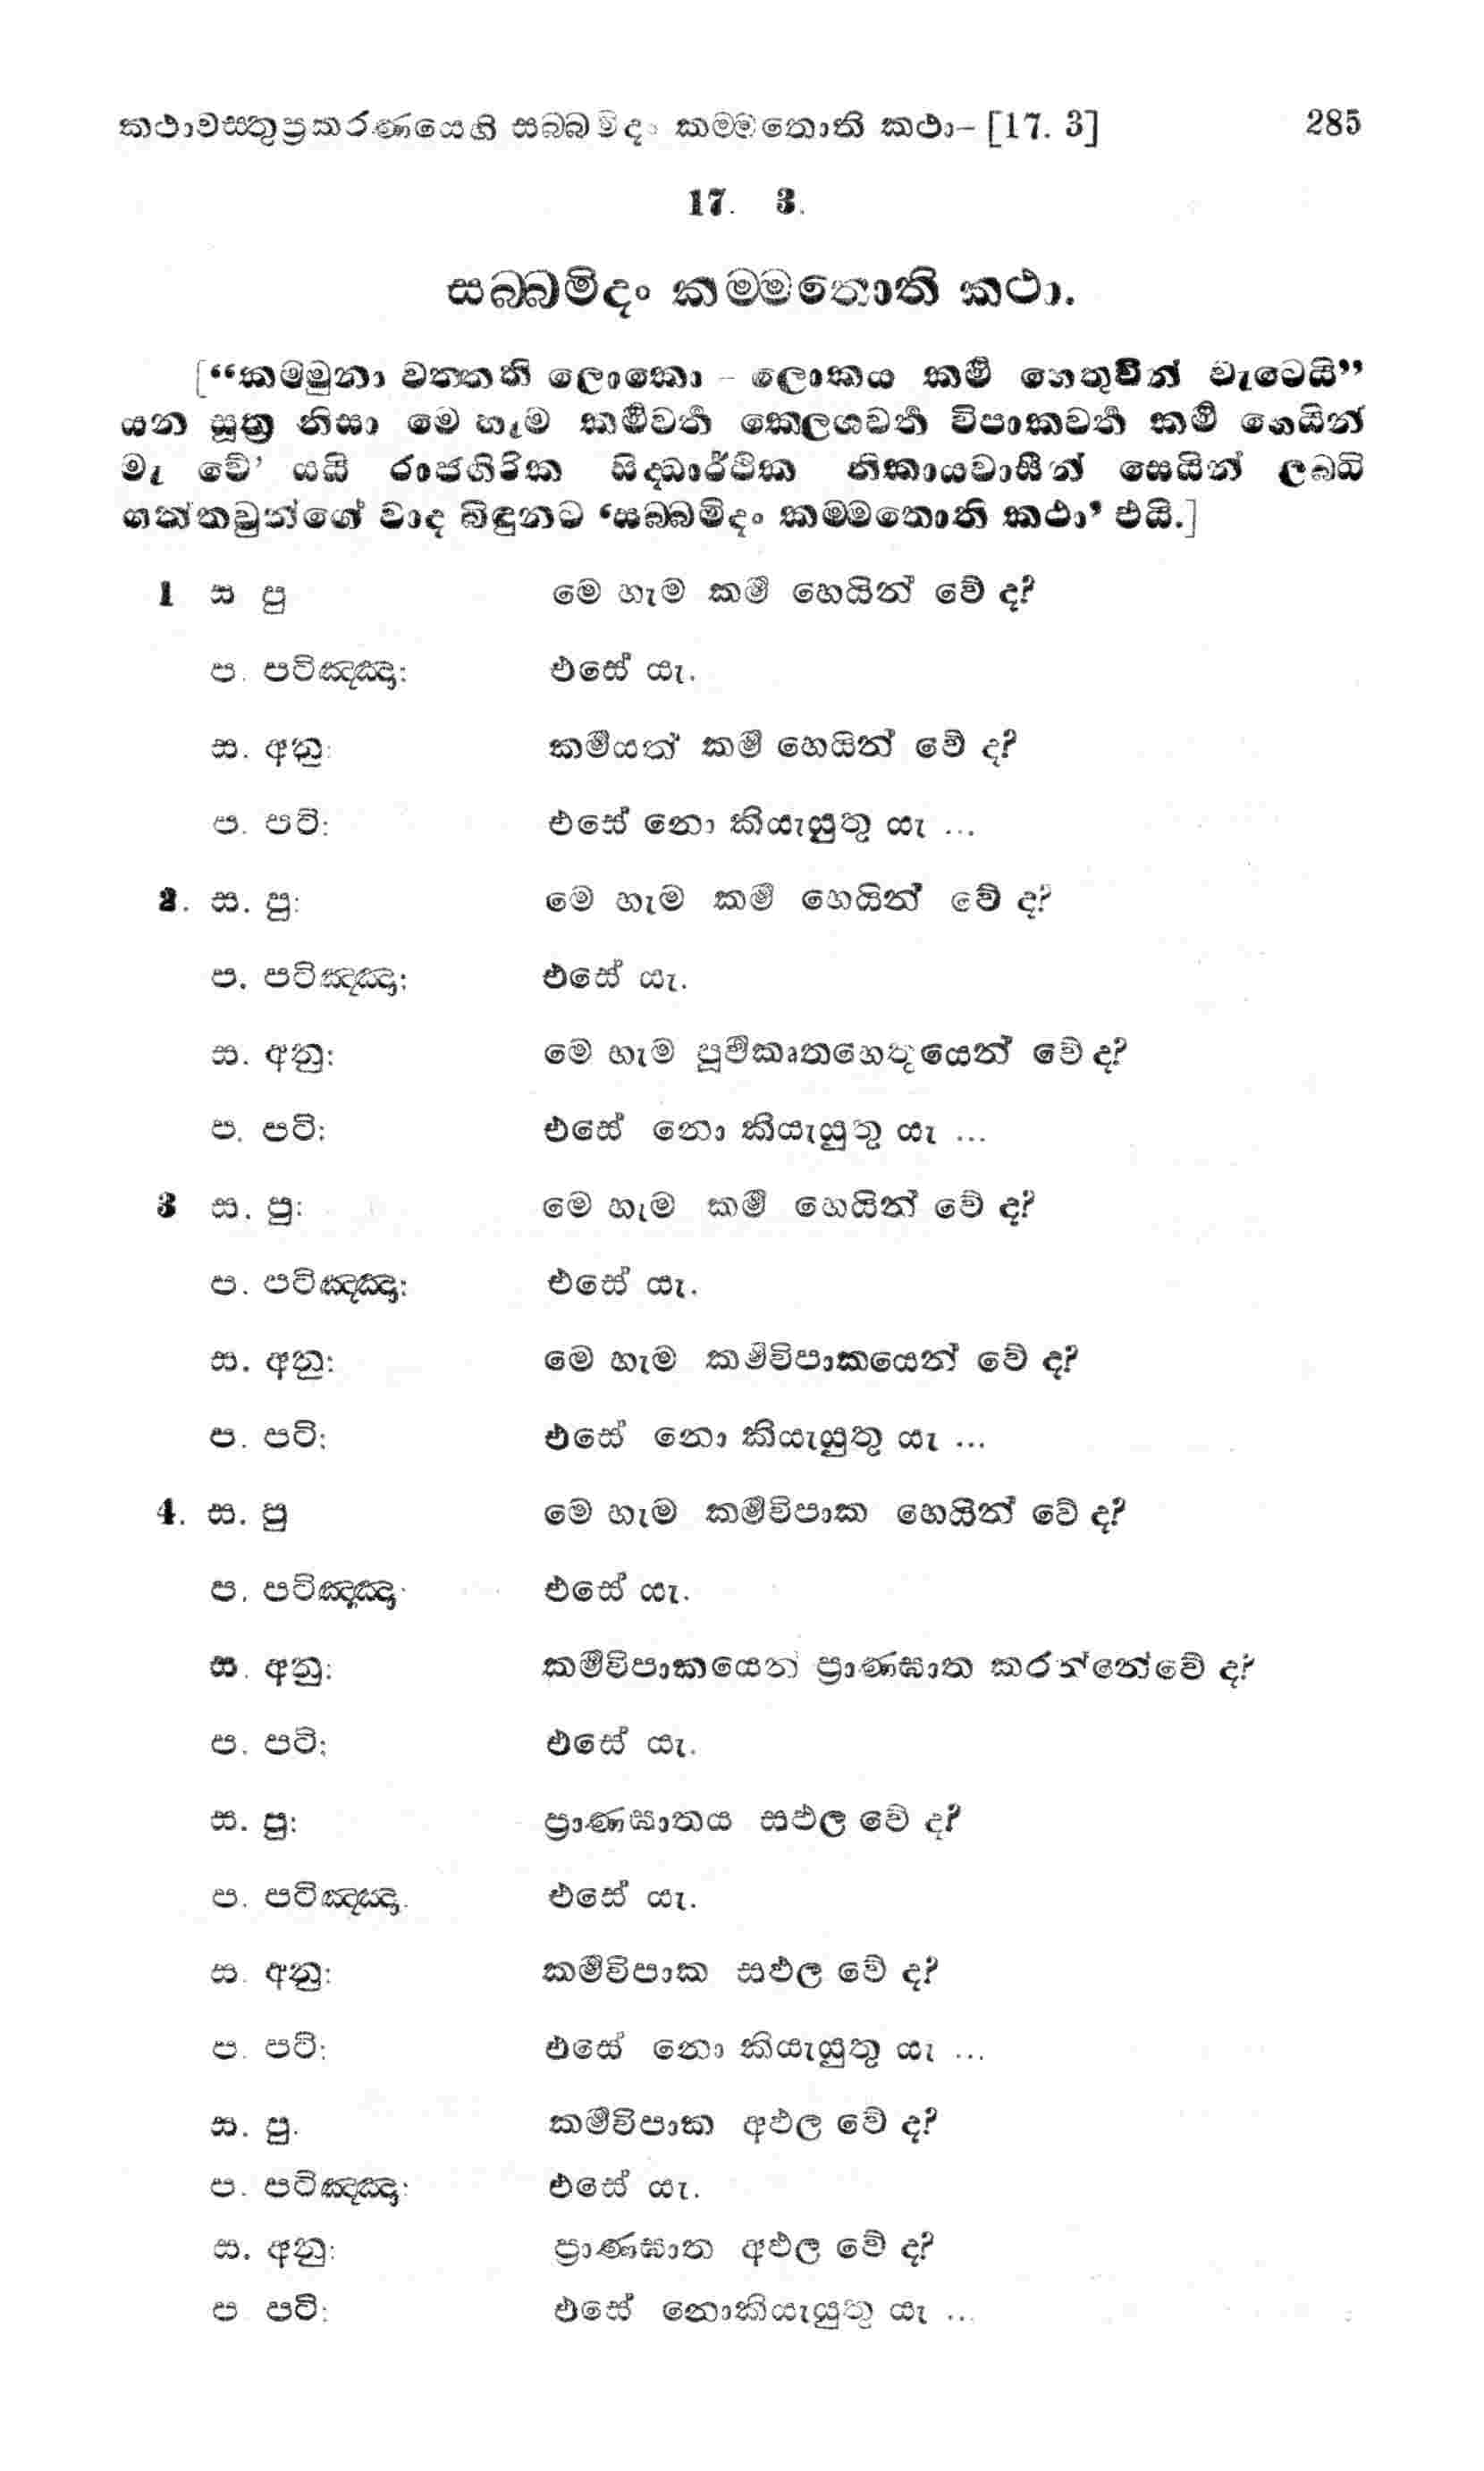 කථාවස්තුප්‍රකරණයෙහි සබ්බමිදං කම්මතොති කථා– [17. 3] 285
17. 3.
සබ්බමිදං කම්මතොති කථා.
[“කම්මුනා වත්තති ලොකො – ලොකය කර්‍ම හෙතුවින් වැටෙයි”
යන සූත්‍ර නිසා මෙ හැම කර්‍මවර්‍ත කෙලශවර්‍ත විපාකවර්‍ත කර්‍ම හෙයින්
මැ වේ’ යයි රාජගිරික සිද්ධාර්ථික නිකායවාසීන් සෙයින් ලබ්ධි
ගත්තවුන්ගේ වාද බිඳුනට ‘සබ්බමිදං කම්මතොති කථා’ එයි.]
1 ස පු මෙ හැම කර්‍ම හෙයින් වේ ද?
ප. පටිඤ්ඤා: එසේ යැ.
ස. අනු: කර්‍මයත් කර්‍ම හෙයින් වේ ද?
ප. පටි: එසේ නො කියැයුතු යැ ...
2. ස. පු: මෙ හැම කර්‍ම හෙයින් වේ ද?
ප. පටිඤ්ඤා: එසේ යැ.
ස. අනු: මෙ හැම පූර්‍වකෘතහෙතුයෙන් වේ ද?
ප. පටි: එසේ නො කියැයුතු යැ ...
3 ස. පු: මෙ හැම කර්‍ම හෙයින් වේ ද?
ප. පටිඤ්ඤා: එසේ යැ.
ස. අනු: මෙ හැම කර්‍මවිපාකයෙන් වේ ද?
ප. පටි: එසේ නො කියැයුතු යැ ...
4. ස. පු මෙ හැම කර්‍මවිපාක හෙයින් වේ ද?
ප. පටිඤ්ඤා එසේ යැ.
ස. අනු: කර්‍මවිපාකයෙන් ප්‍රාණඝාත කරන්නේවේ ද?
ප. පටි: එසේ යැ.
ස. පු: ප්‍රාණඝාතය සඵල වේ ද?
ප. පටිඤ්ඤා. එසේ යැ.
ස. අනු: කර්‍මවිපාක සඵල වේ ද?
ප. පටි: එසේ නො කියැයුතු යැ ...
ස. පු. කර්‍මවිපාක අඵල වේ ද?
ප. පටිඤ්ඤා: එසේ යැ.
ස. අනු: ප්‍රාණඝාත අඵල වේ ද?
ප පටි: එසේ නොකියැයුතු යැ ...